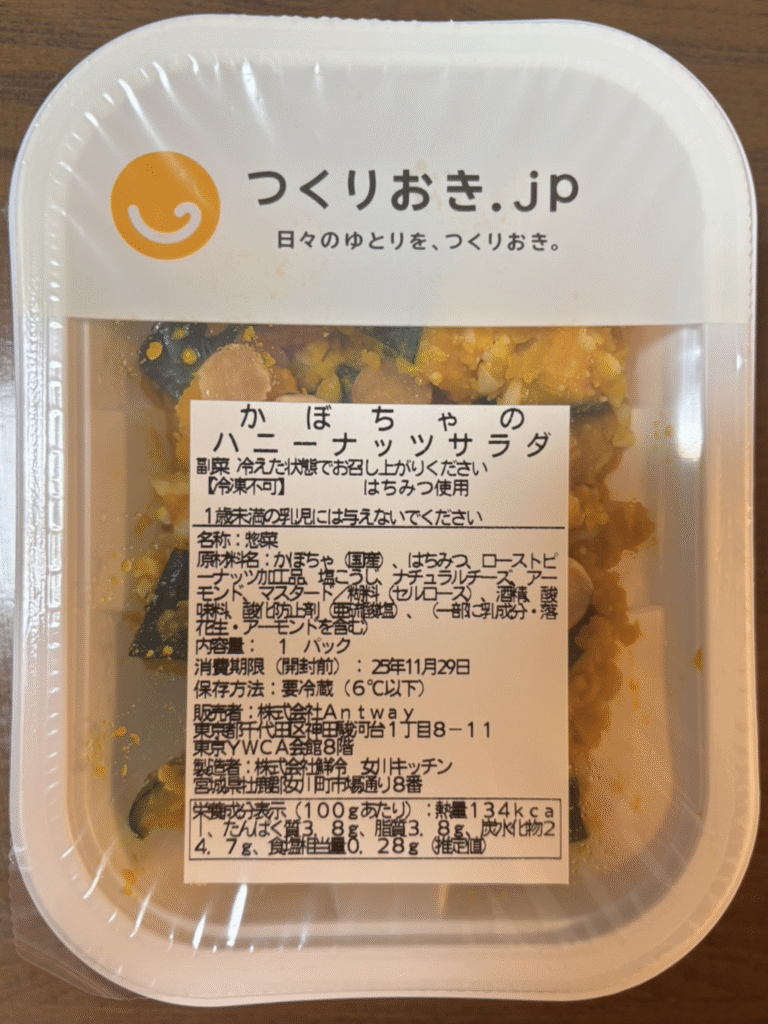 つくりおき.jp
日々のゆとりを、つくりおき。
かぼちゃの
ハニーナッツサラダ
副菜 冷えた状態でお召し上がりください
【冷凍不可】 はちみつ使用
1歳未満の乳児には与えないでください
名称:惣菜
原材料名:かぼちゃ(国産)、はちみつ、ローストピ
ーナッツ加工品、塩こうじ、ナチュラルチーズ、アー
モンド、マスタード/糊料(セルロース)、酒精、酸
味料、酸化防止剤(亜硫酸塩)、(一部に乳成分・落
花生・アーモンドを含む)
内容量: 1 パック
消費期限(開封前):25年11月29日
保存方法:要冷蔵(6℃以下)
販売者:株式会社Antway
東京都千代田区神田駿河台1丁目8-11
東京YWCA会館8階
製造者:株式会社鮮冷 女川キッチン
宮城県牡鹿郡女川町市場通り8番
栄養成分表示(100gあたり):熱量134kca
l、たんぱく質3.8g、脂質3.8g、炭水化物2
4.7g、食塩相当量0.28g(推定値)